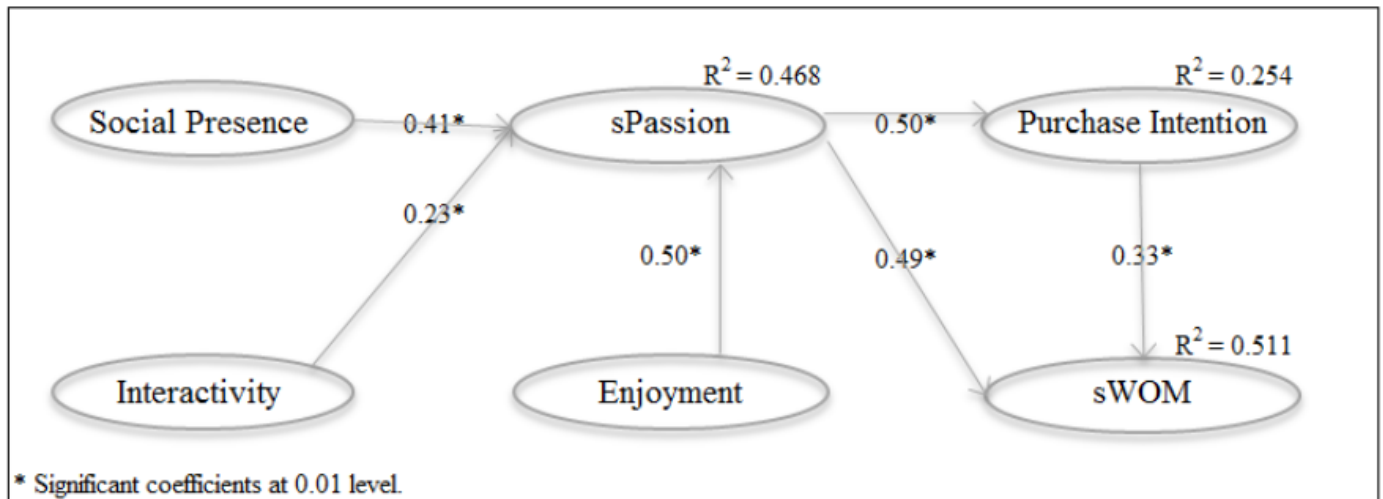 R² = 0.468
R² = 0.254
Social Presence
0.41*
sPassion
0.50*
Purchase Intention
0.23*
0.50*
0.49*
0.33*
R² = 0.511
Interactivity
Enjoyment
sWOM
* Significant coefficients at 0.01 level.